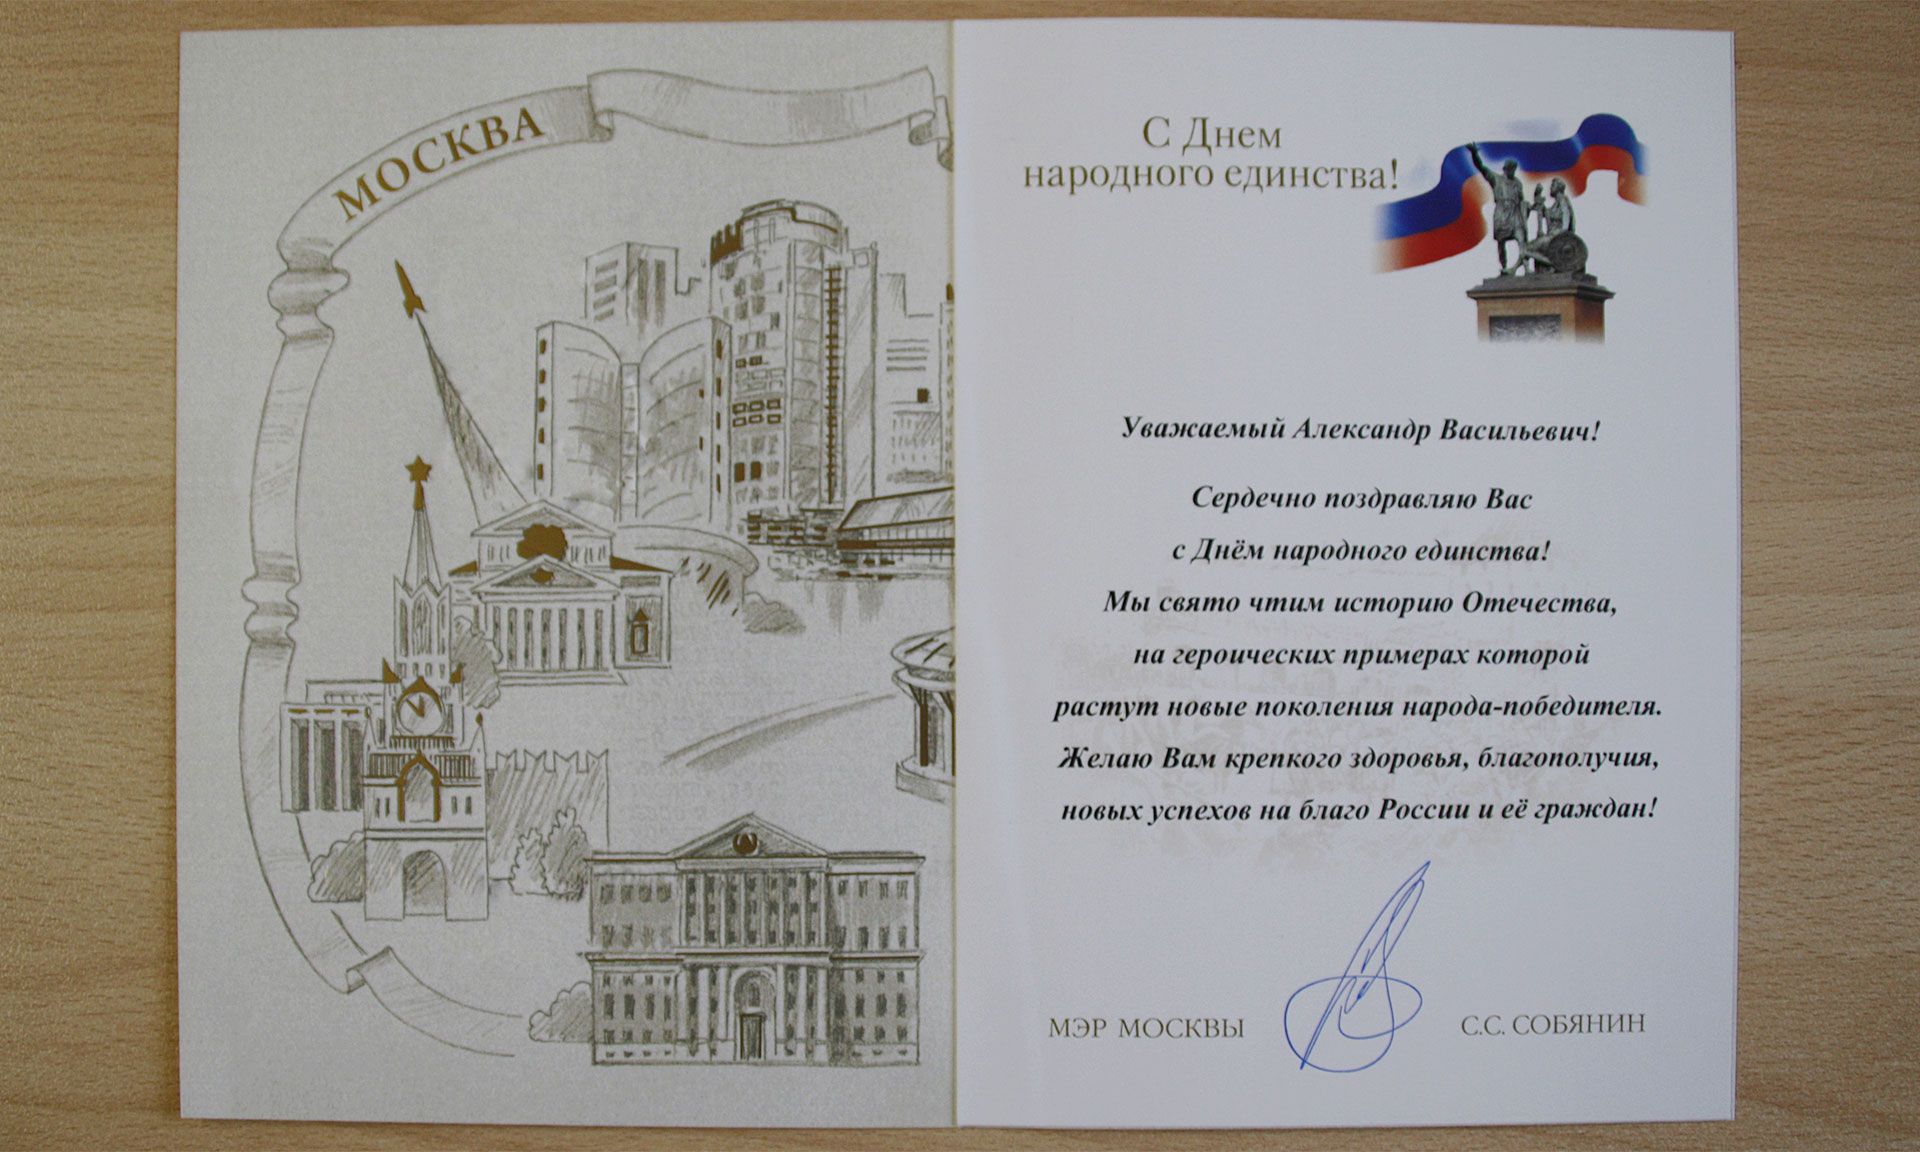 МОСКВА
С Днем
народного единства!
Уважаемый Александр Васильевич!
Сердечно поздравляю Вас
с Днём народного единства!
Мы свято чтим историю Отечества,
на героических примерах которой
растут новые поколения народа-победителя.
Желаю Вам крепкого здоровья, благополучия,
новых успехов на благо России и её граждан!
МЭР МОСКВЫ
С.С. СОБЯНИН